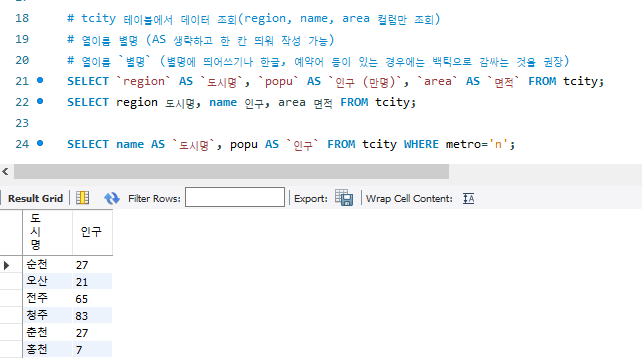 18 # tcity 테이블에서 데이터 조회(region, name, area 컬럼만 조회)
19 # 열이름 별명 (AS 생략하고 한 칸 띄워 작성 가능)
20 # 열이름 `별명` (별명에 띄어쓰기나 한글, 예약어 등이 있는 경우에는 백틱으로 감싸는 것을 권장)
21 SELECT `region` AS `도시명`, `popu` AS `인구 (만명)`, `area` AS `면적` FROM tcity;
22 SELECT region 도시명, name 인구, area 면적 FROM tcity;
23
24 SELECT name AS `도시명`, popu AS `인구` FROM tcity WHERE metro='n';
Result Grid Filter Rows: Export: Wrap Cell Content: IA
도시명 인구
순천 27
오산 21
전주 65
청주 83
춘천 27
홍천 7